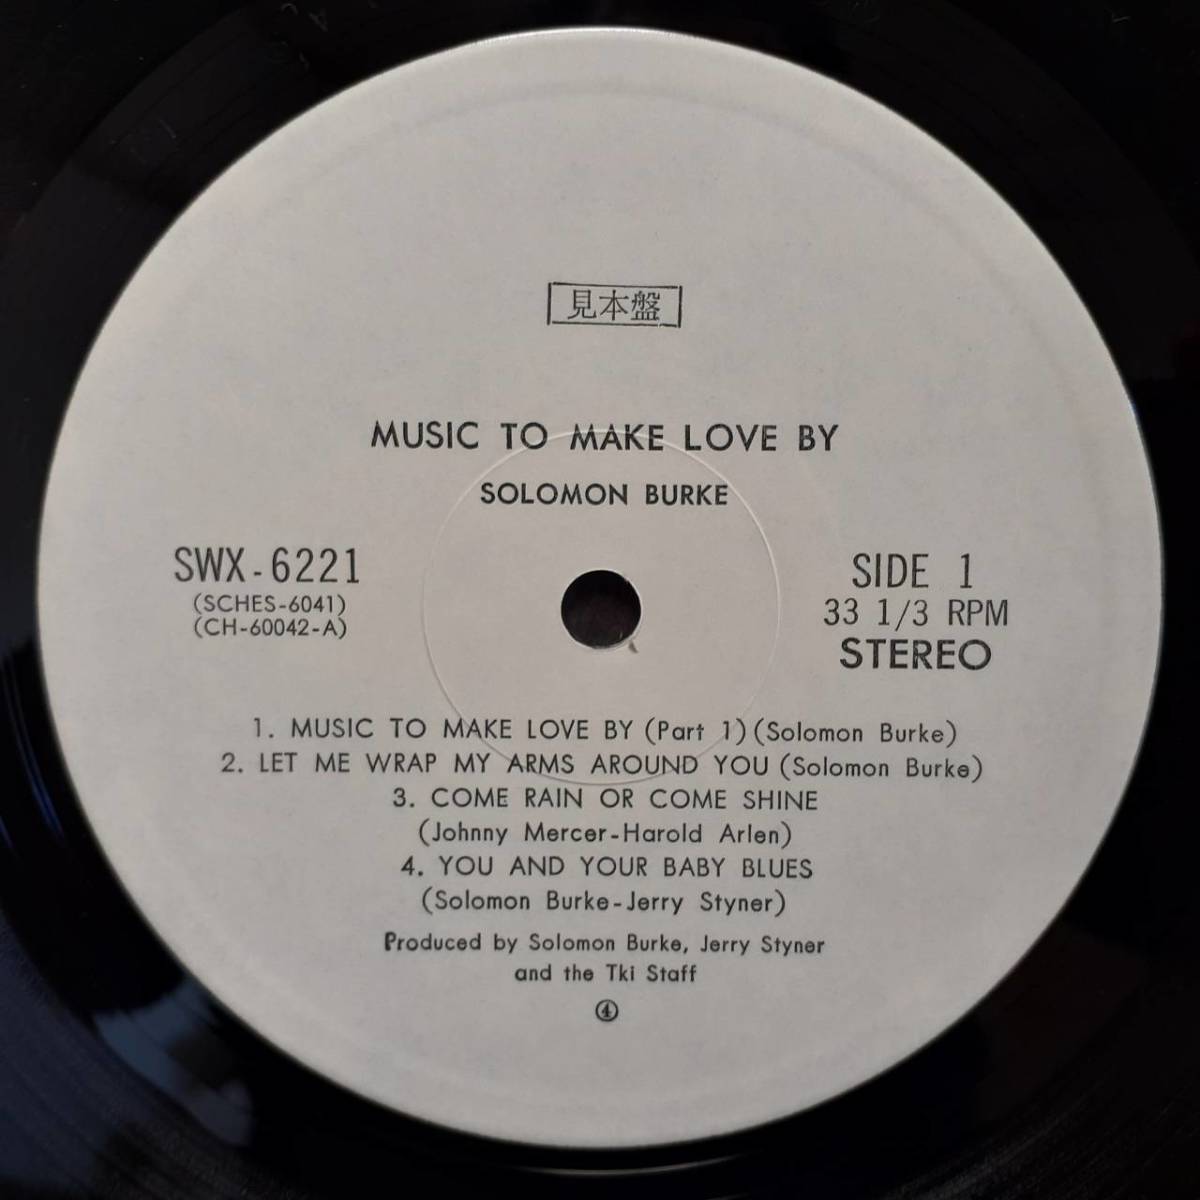 見本盤
MUSIC TO MAKE LOVE BY
SOLOMON BURKE
SWX-6221
(SCHES-6041)
(CH-60042-A)
SIDE 1
33 1/3 RPM
STEREO
1. MUSIC TO MAKE LOVE BY (Part 1) (Solomon Burke)
2. LET ME WRAP MY ARMS AROUND YOU (Solomon Burke)
3. COME RAIN OR COME SHINE
(Johnny Mercer-Harold Arlen)
4. YOU AND YOUR BABY BLUES
(Solomon Burke-Jerry Styner)
Produced by Solomon Burke, Jerry Styner
and the Tki Staff
④